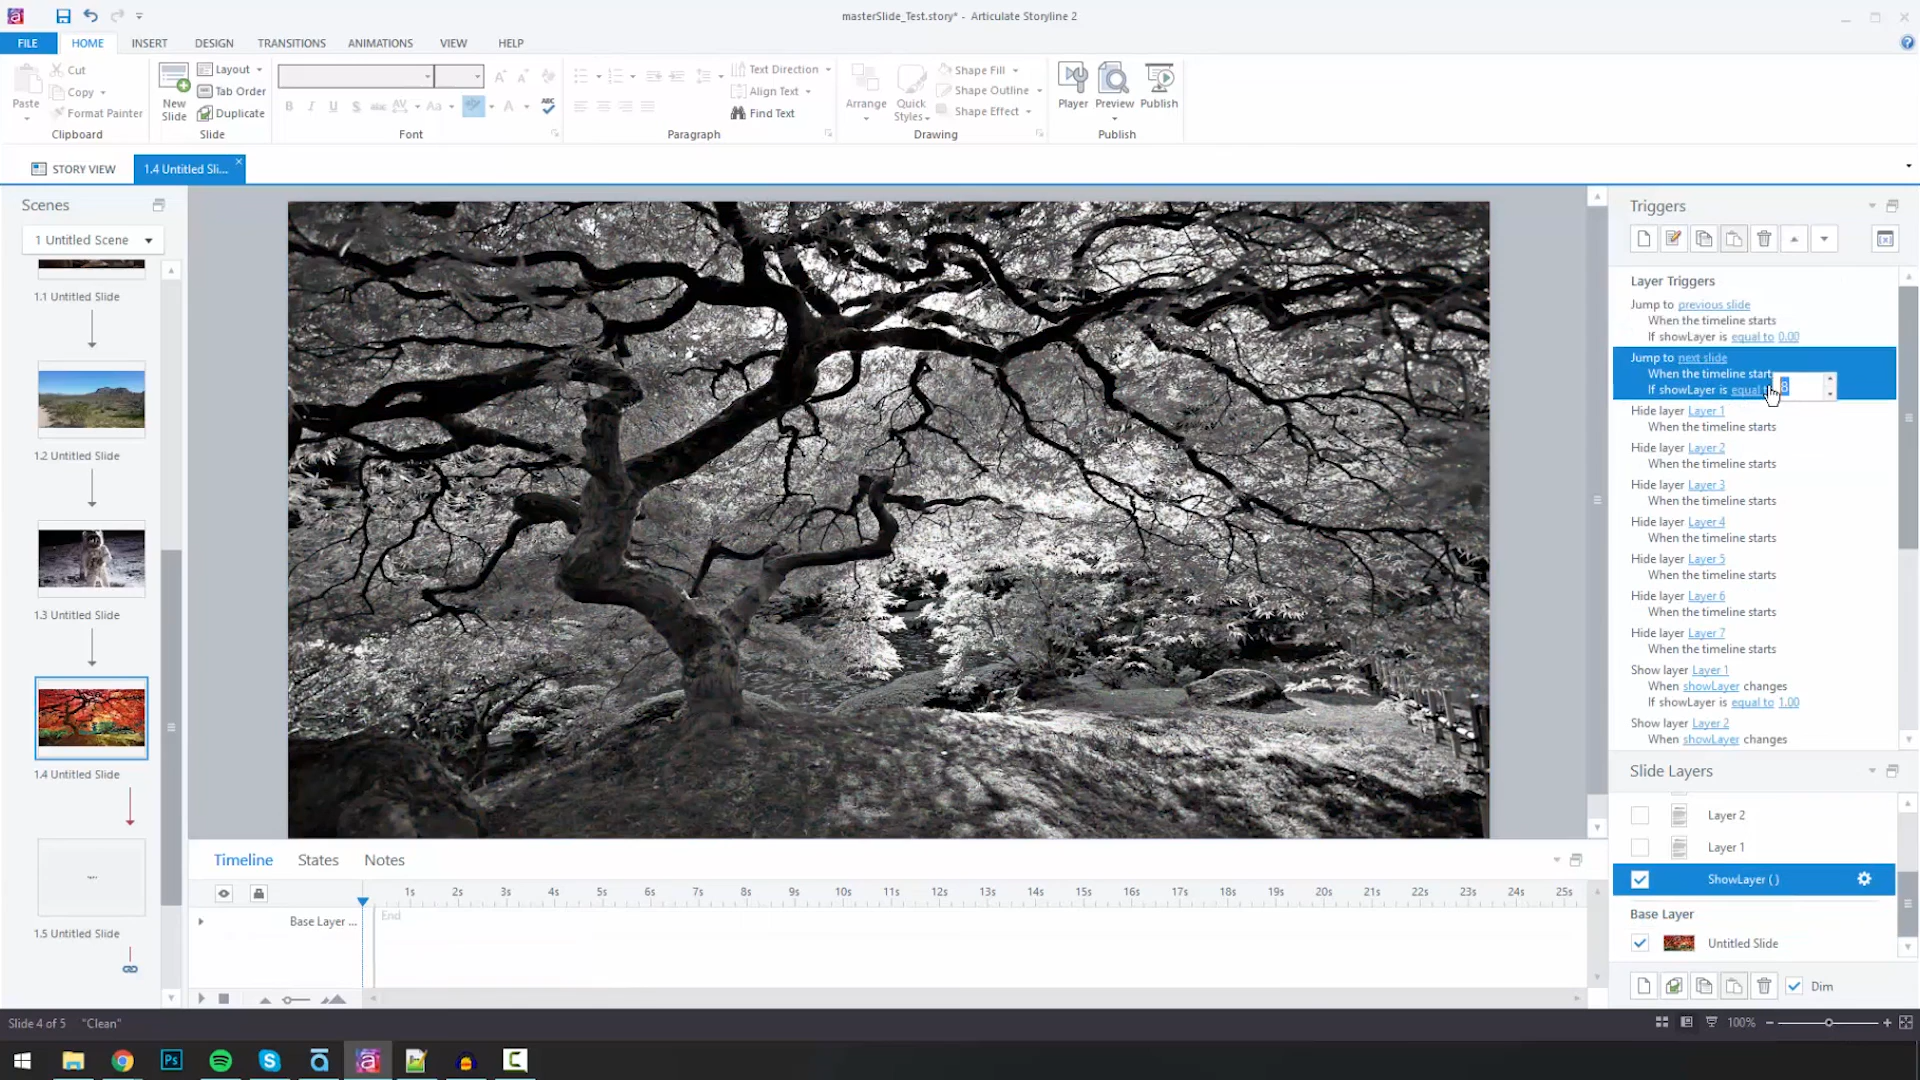 masterSlide_Test.story* - Articulate Storyline 2
FILE HOME INSERT DESIGN TRANSITIONS ANIMATIONS VIEW HELP
Paste
Cut
Copy
Format Painter
Clipboard
New Slide
Layout
Tab Order
Duplicate
Slide
Font
ABC
Text Direction
Align Text
Find Text
Paragraph
Arrange
Quick Styles
Shape Fill
Shape Outline
Shape Effect
Drawing
Player
Preview
Publish
Publish
STORY VIEW
1.4 Untitled Sli...
Scenes
1 Untitled Scene
1.1 Untitled Slide
1.2 Untitled Slide
1.3 Untitled Slide
1.4 Untitled Slide
1.5 Untitled Slide
Triggers
Layer Triggers
Jump to previous slide
When the timeline starts
If showLayer is equal to 0.00
Jump to next slide
When the timeline starts
If showLayer is equal 8
Hide layer Layer 1
When the timeline starts
Hide layer Layer 2
When the timeline starts
Hide layer Layer 3
When the timeline starts
Hide layer Layer 4
When the timeline starts
Hide layer Layer 5
When the timeline starts
Hide layer Layer 6
When the timeline starts
Hide layer Layer 7
When the timeline starts
Show layer Layer 1
When showLayer changes
If showLayer is equal to 1.00
Show layer Layer 2
When showLayer changes
Slide Layers
Layer 2
Layer 1
ShowLayer ( )
Base Layer
Untitled Slide
Dim
Timeline States Notes
1s 2s 3s 4s 5s 6s 7s 8s 9s 10s 11s 12s 13s 14s 15s 16s 17s 18s 19s 20s 21s 22s 23s 24s 25s
Base Layer ...
End
Slide 4 of 5 "Clean"
100%